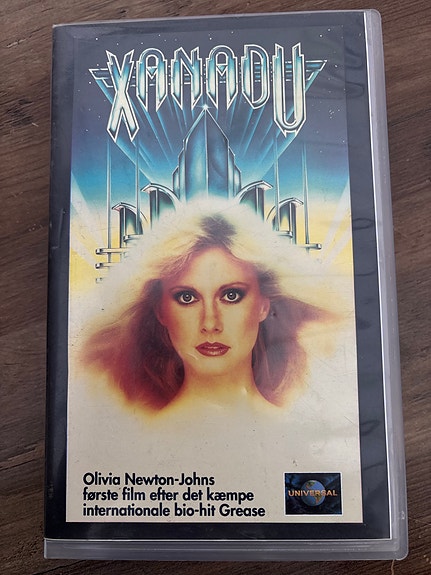 XANADU
Olivia Newton-Johns
første film efter det kæmpe
internationale bio-hit Grease
UNIVERSAL